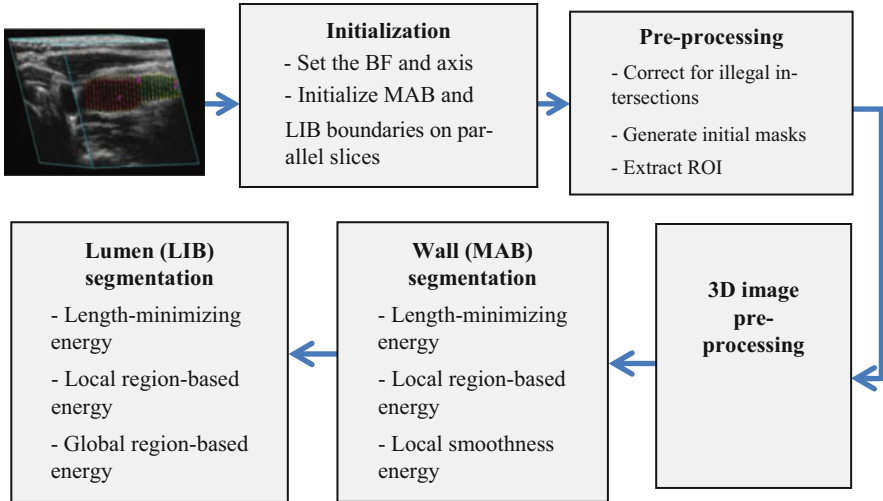 Initialization
- Set the BF and axis
- Initialize MAB and
LIB boundaries on par-
allel slices
Pre-processing
- Correct for illegal in-
tersections
- Generate initial masks
- Extract ROI
Lumen (LIB)
segmentation
- Length-minimizing
energy
- Local region-based
energy
- Global region-based
energy
Wall (MAB)
segmentation
- Length-minimizing
energy
- Local region-based
energy
- Local smoothness
energy
3D image
pre-
processing